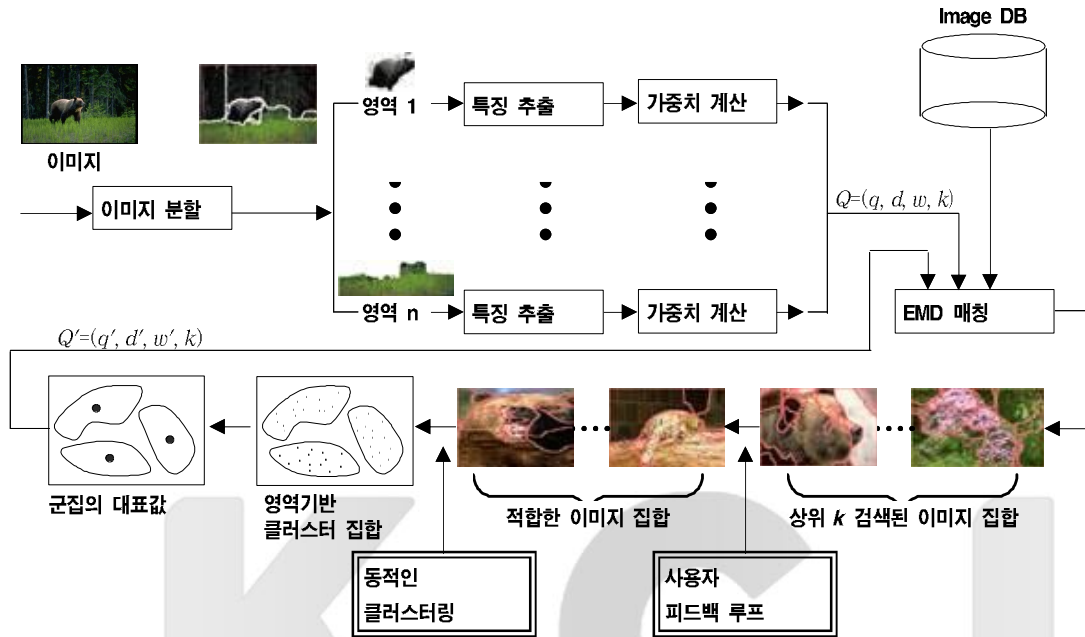 Image DB
이미지
영역 1
특징 추출
가중치 계산
이미지 분할
Q=(q, d, w, k)
영역 n
특징 추출
가중치 계산
EMD 매칭
Q′=(q′, d′, w′, k)
군집의 대표값
영역기반
클러스터 집합
적합한 이미지 집합
상위 k 검색된 이미지 집합
동적인
클러스터링
사용자
피드백 루프
KCI